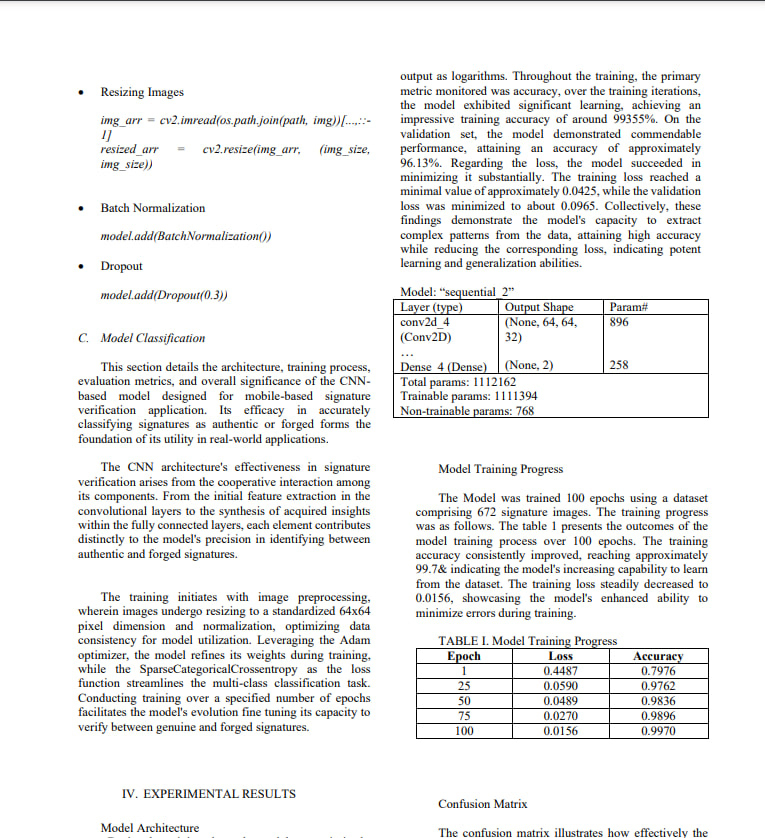 • Resizing Images
img_arr = cv2.imread(os.path.join(path, img))[...,::-
1]
resized_arr = cv2.resize(img_arr, (img_size,
img_size))
• Batch Normalization
model.add(BatchNormalization())
• Dropout
model.add(Dropout(0.3))
C. Model Classification
This section details the architecture, training process,
evaluation metrics, and overall significance of the CNN-
based model designed for mobile-based signature
verification application. Its efficacy in accurately
classifying signatures as authentic or forged forms the
foundation of its utility in real-world applications.
The CNN architecture's effectiveness in signature
verification arises from the cooperative interaction among
its components. From the initial feature extraction in the
convolutional layers to the synthesis of acquired insights
within the fully connected layers, each element contributes
distinctly to the model's precision in identifying between
authentic and forged signatures.
The training initiates with image preprocessing,
wherein images undergo resizing to a standardized 64x64
pixel dimension and normalization, optimizing data
consistency for model utilization. Leveraging the Adam
optimizer, the model refines its weights during training,
while the SparseCategoricalCrossentropy as the loss
function streamlines the multi-class classification task.
Conducting training over a specified number of epochs
facilitates the model's evolution fine tuning its capacity to
verify between genuine and forged signatures.
IV. EXPERIMENTAL RESULTS
Model Architecture
output as logarithms. Throughout the training, the primary
metric monitored was accuracy, over the training iterations,
the model exhibited significant learning, achieving an
impressive training accuracy of around 99355%. On the
validation set, the model demonstrated commendable
performance, attaining an accuracy of approximately
96.13%. Regarding the loss, the model succeeded in
minimizing it substantially. The training loss reached a
minimal value of approximately 0.0425, while the validation
loss was minimized to about 0.0965. Collectively, these
findings demonstrate the model's capacity to extract
complex patterns from the data, attaining high accuracy
while reducing the corresponding loss, indicating potent
learning and generalization abilities.
Model: “sequential_2”
Layer (type) Output Shape Param#
conv2d_4 (None, 64, 64, 896
(Conv2D) 32)
…
Dense_4 (Dense) (None, 2) 258
Total params: 1112162
Trainable params: 1111394
Non-trainable params: 768
Model Training Progress
The Model was trained 100 epochs using a dataset
comprising 672 signature images. The training progress
was as follows. The table 1 presents the outcomes of the
model training process over 100 epochs. The training
accuracy consistently improved, reaching approximately
99.7& indicating the model's increasing capability to learn
from the dataset. The training loss steadily decreased to
0.0156, showcasing the model's enhanced ability to
minimize errors during training.
TABLE I. Model Training Progress
Epoch Loss Accuracy
1 0.4487 0.7976
25 0.0590 0.9762
50 0.0489 0.9836
75 0.0270 0.9896
100 0.0156 0.9970
Confusion Matrix
The confusion matrix illustrates how effectively the